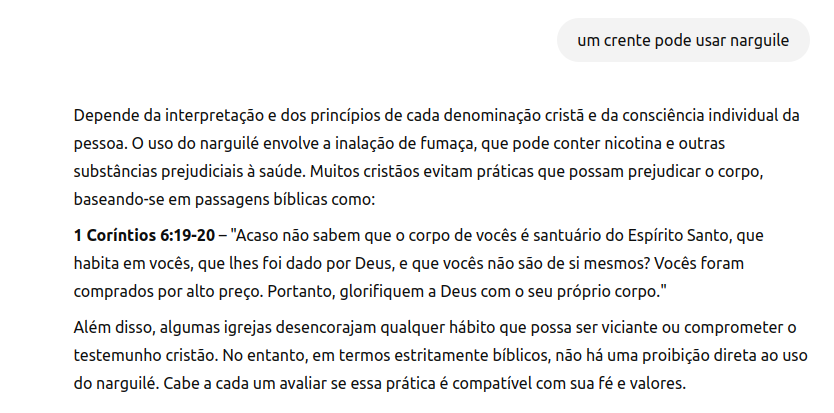 um crente pode usar narguile
Depende da interpretação e dos princípios de cada denominação cristã e da consciência individual da
pessoa. O uso do narguilé envolve a inalação de fumaça, que pode conter nicotina e outras
substâncias prejudiciais à saúde. Muitos cristãos evitam práticas que possam prejudicar o corpo,
baseando-se em passagens bíblicas como:
1 Coríntios 6:19-20 – "Acaso não sabem que o corpo de vocês é santuário do Espírito Santo, que
habita em vocês, que lhes foi dado por Deus, e que vocês não são de si mesmos? Vocês foram
comprados por alto preço. Portanto, glorifiquem a Deus com o seu próprio corpo."
Além disso, algumas igrejas desencorajam qualquer hábito que possa ser viciante ou comprometer o
testemunho cristão. No entanto, em termos estritamente bíblicos, não há uma proibição direta ao uso
do narguilé. Cabe a cada um avaliar se essa prática é compatível com sua fé e valores.